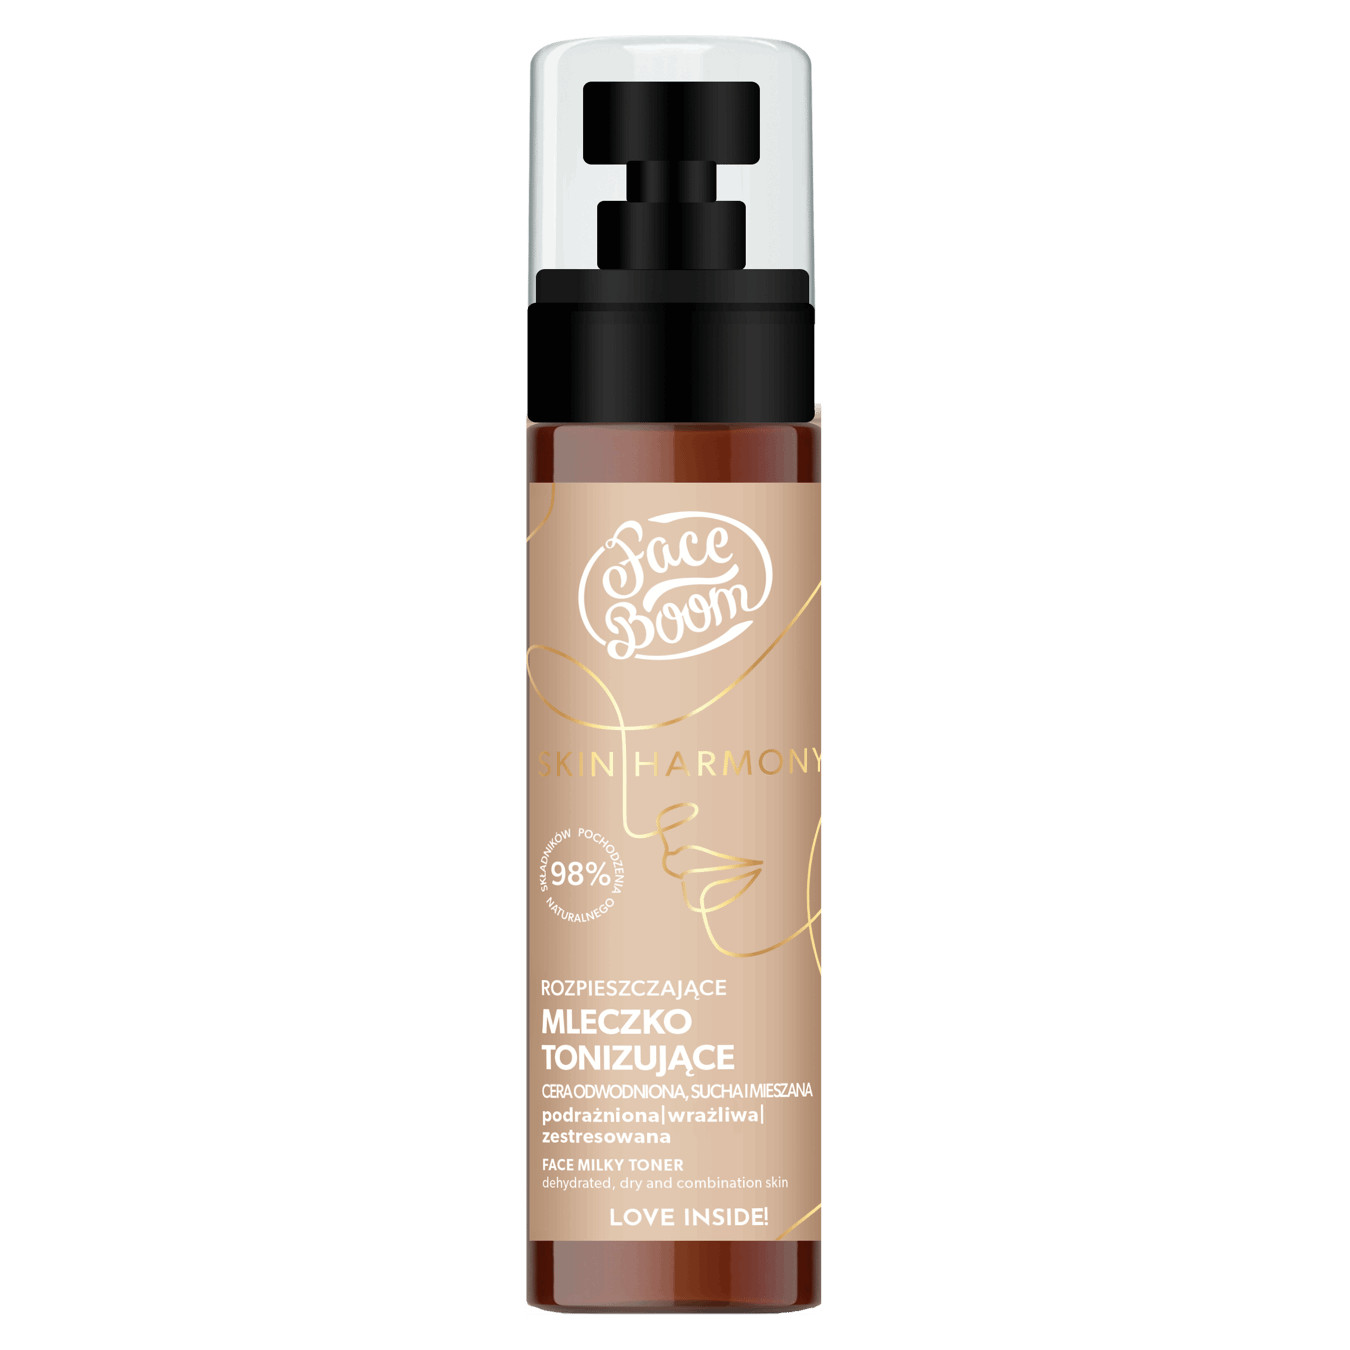 Face
Boom
SKIN HARMONY
SKŁADNIKÓW POCHODZENIA NATURALNEGO
98%
ROZPIESZCZAJĄCE
MLECZKO
TONIZUJĄCE
CERA ODWODNIONA, SUCHA I MIESZANA
podrażniona|wrażliwa|
zestresowana
FACE MILKY TONER
dehydrated, dry and combination skin
LOVE INSIDE!